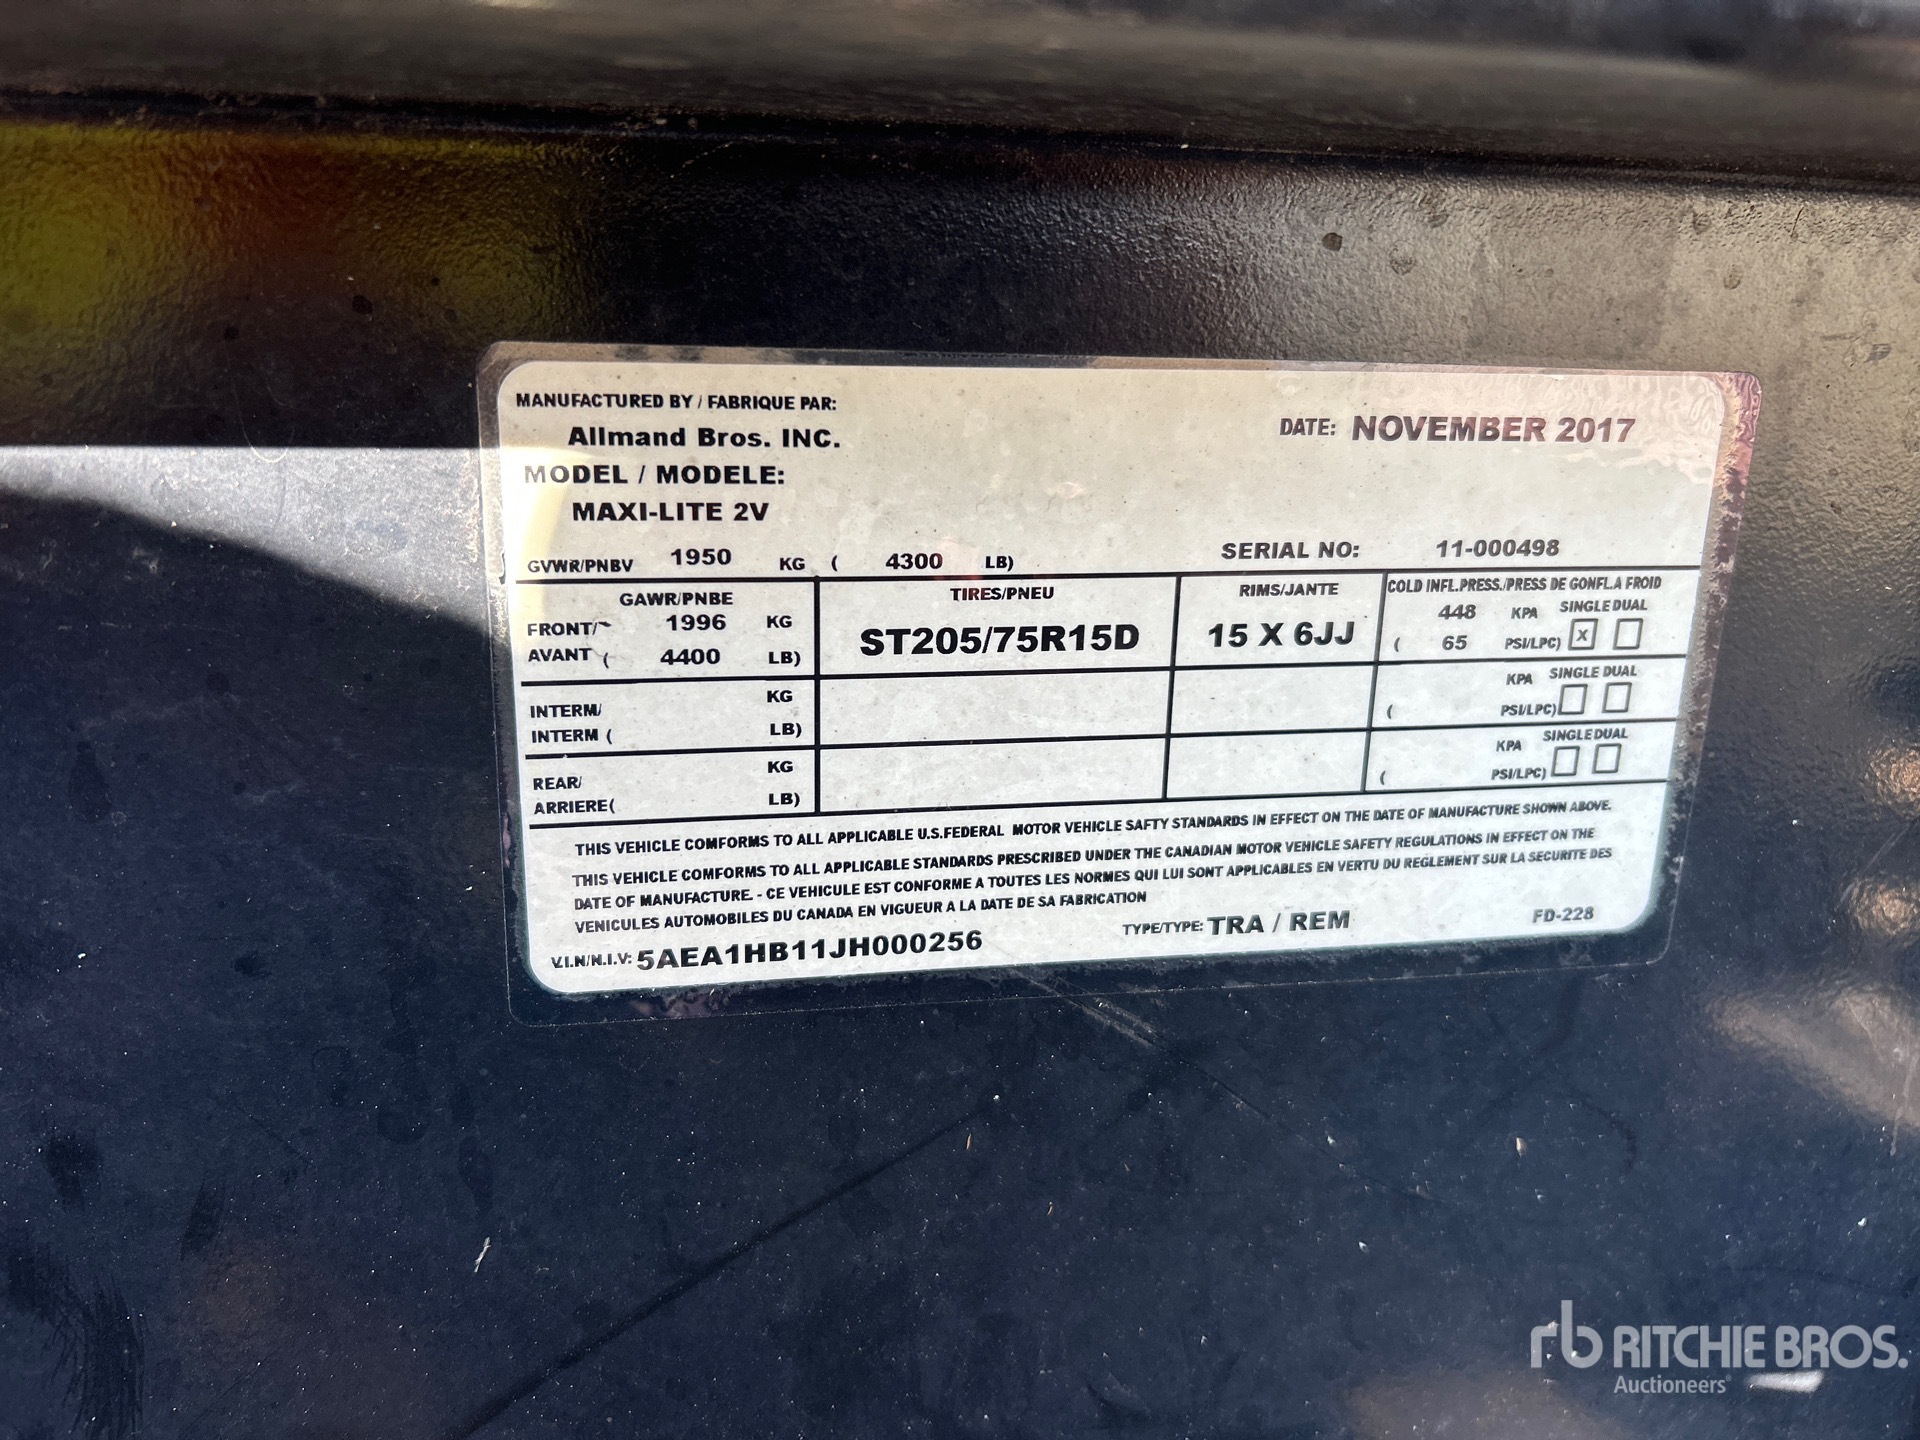 MANUFACTURED BY / FABRIQUE PAR:
Allmand Bros. INC.
DATE: NOVEMBER 2017
MODEL / MODELE:
MAXI-LITE 2V
GVWR/PNBV 1950 KG ( 4300 LB)
SERIAL NO: 11-000498
GAWR/PNBE
TIRES/PNEU
RIMS/JANTE
COLD INFL.PRESS./PRESS DE GONFL.A FROID
FRONT/ 1996 KG
AVANT ( 4400 LB)
ST205/75R15D
15 X 6JJ
448 KPA SINGLE DUAL
( 65 PSI/LPC) X
INTERM/ KG
INTERM ( LB)
KPA SINGLE DUAL
( PSI/LPC)
REAR/ KG
ARRIERE( LB)
KPA SINGLE DUAL
( PSI/LPC)
THIS VEHICLE COMFORMS TO ALL APPLICABLE U.S.FEDERAL MOTOR VEHICLE SAFTY STANDARDS IN EFFECT ON THE DATE OF MANUFACTURE SHOWN ABOVE.
THIS VEHICLE COMFORMS TO ALL APPLICABLE STANDARDS PRESCRIBED UNDER THE CANADIAN MOTOR VEHICLE SAFETY REGULATIONS IN EFFECT ON THE
DATE OF MANUFACTURE. - CE VEHICULE EST CONFORME A TOUTES LES NORMES QUI LUI SONT APPLICABLES EN VERTU DU REGLEMENT SUR LA SECURITE DES
VENICULES AUTOMOBILES DU CANADA EN VIGUEUR A LA DATE DE SA FABRICATION
V.I.N/N.I.V: 5AEA1HB11JH000256
TYPE/TYPE: TRA / REM
FD-228
rb RITCHIE BROS.
Auctioneers